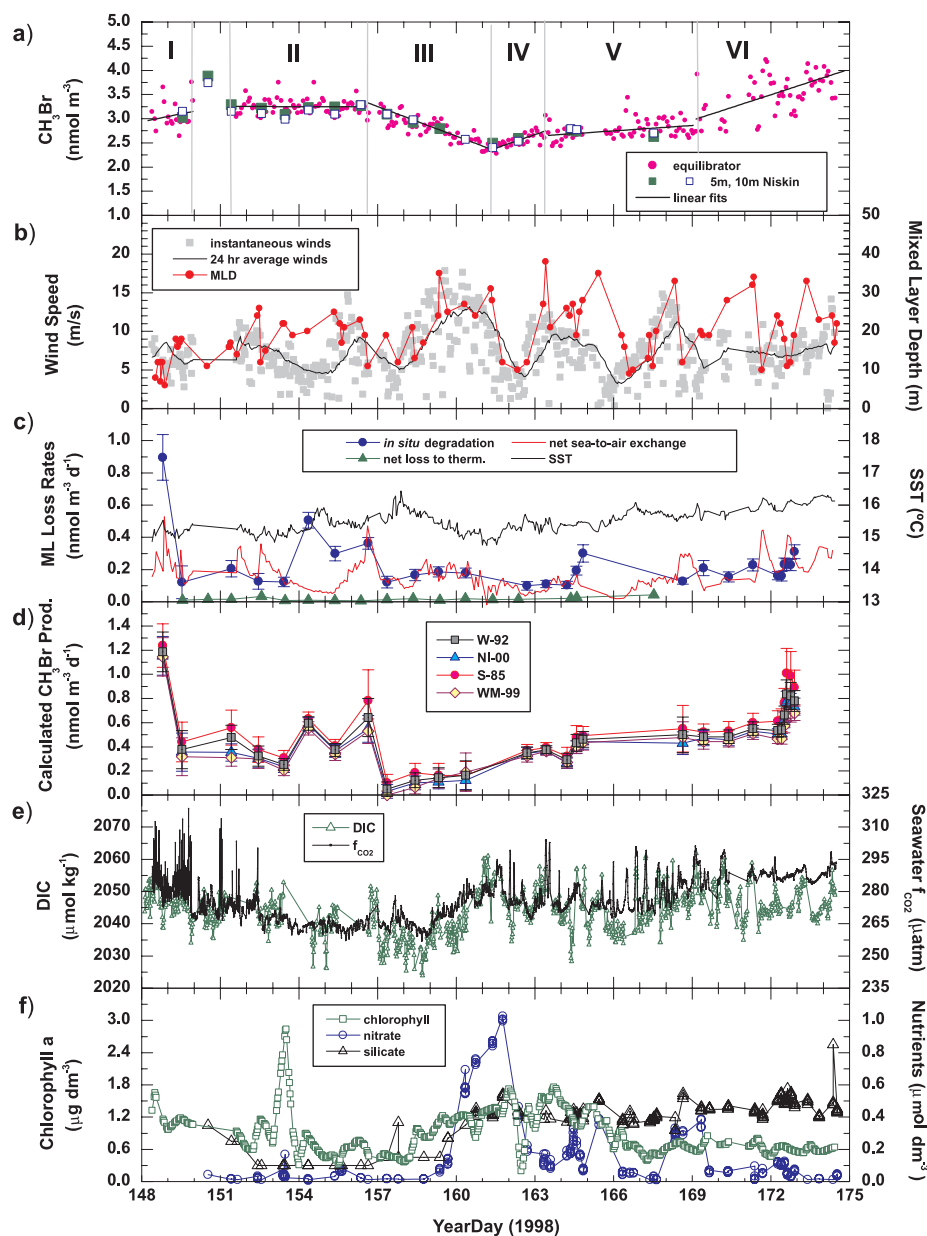 a)
I II III IV V VI
CH3Br
(nmol m-3)
5.0
4.5
4.0
3.5
3.0
2.5
2.0
1.5
1.0
equilibrator
5m, 10m Niskin
linear fits
b)
Wind Speed
(m/s)
20
15
10
5
0
instantaneous winds
24 hr average winds
MLD
50
40
30
20
10
0
Mixed Layer Depth
(m)
c)
ML Loss Rates
(nmol m-3 d-1)
1.0
0.8
0.6
0.4
0.2
0.0
in situ degradation
net sea-to-air exchange
net loss to therm.
SST
18
17
16
15
14
13
SST (ºC)
d)
Calculated CH3Br Prod.
(nmol m-3 d-1)
1.4
1.2
1.0
0.8
0.6
0.4
0.2
0.0
W-92
NI-00
S-85
WM-99
e)
DIC
(µmol kg-1)
2070
2060
2050
2040
2030
2020
DIC
fCO2
325
310
295
280
265
250
235
Seawater fCO2
(µatm)
f)
Chlorophyll a
(µg dm-3)
3.0
2.4
1.8
1.2
0.6
0.0
chlorophyll
nitrate
silicate
1.0
0.8
0.6
0.4
0.2
0.0
Nutrients
(µmol dm-3)
148 151 154 157 160 163 166 169 172 175
YearDay (1998)